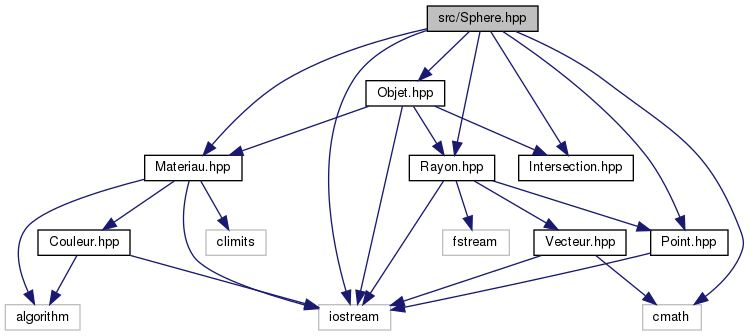 src/Sphere.hpp
Objet.hpp
Materiau.hpp
Rayon.hpp
Intersection.hpp
Couleur.hpp
climits
fstream
Vecteur.hpp
Point.hpp
algorithm
iostream
cmath